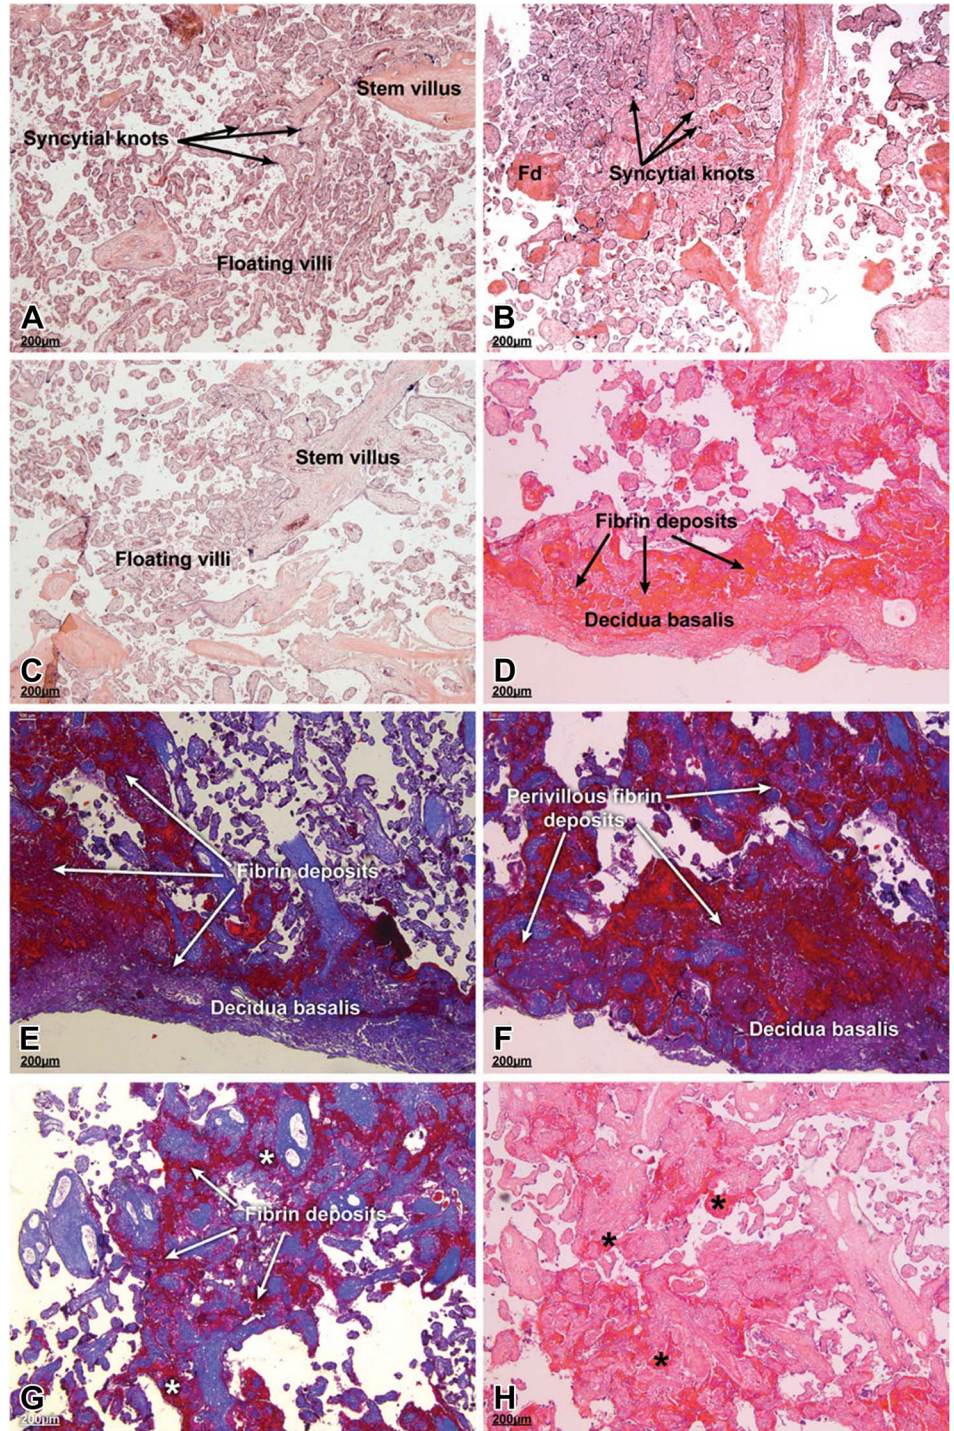 Stem villus
Syncytial knots
Floating villi
A
200µm
Fd
Syncytial knots
B
200µm
Stem villus
Floating villi
C
200µm
Fibrin deposits
Decidua basalis
D
200µm
Fibrin deposits
Decidua basalis
E
200µm
Perivillous fibrin
deposits
Decidua basalis
F
200µm
*
Fibrin deposits
*
G
200µm
*
*
*
H
200µm